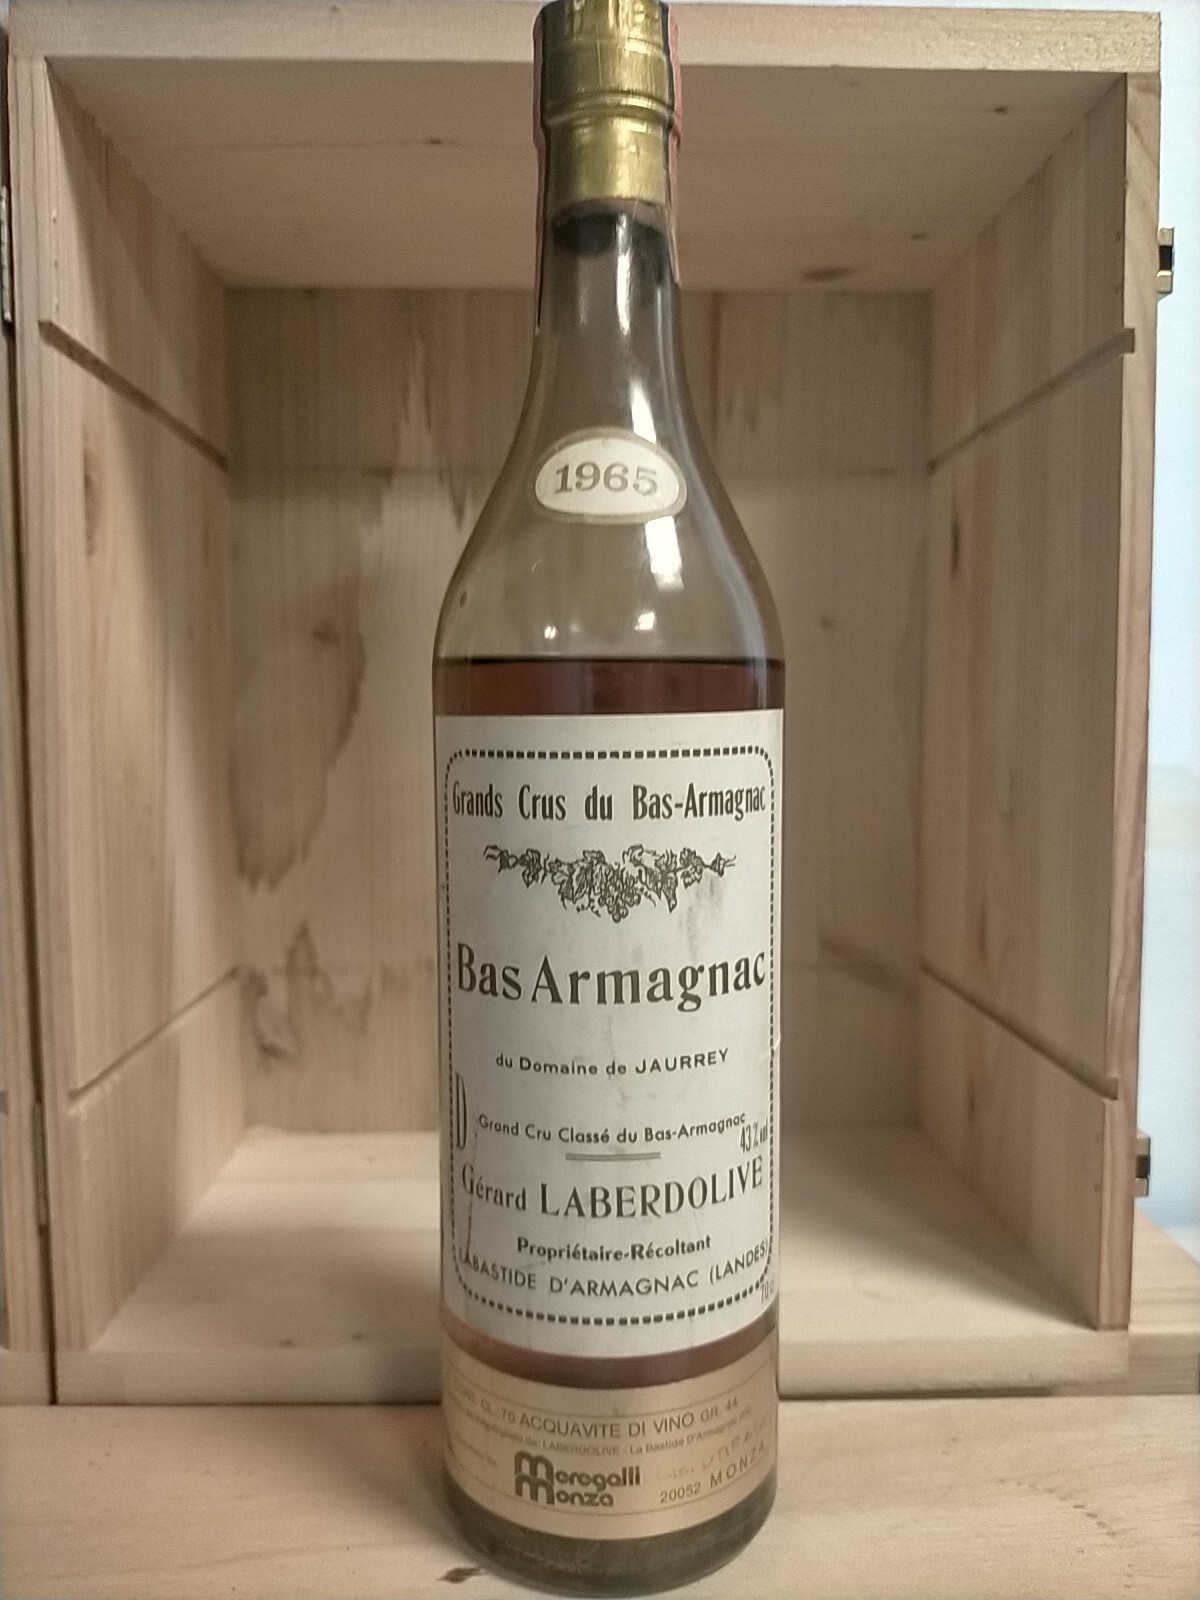 1965
Grands Crus du Bas-Armagnac
Bas Armagnac
du Domaine de JAURREY
Grand Cru Classé du Bas-Armagnac
43% vol
Gérard LABERDOLIVE
Propriétaire-Récoltant
LABASTIDE D'ARMAGNAC (LANDES)
70 cl
CL. 70 ACQUAVITE DI VINO GR. 44
da LABERDOLIVE - La Bastide D'Armagnac
Meregalli
Monza
20052 MONZA